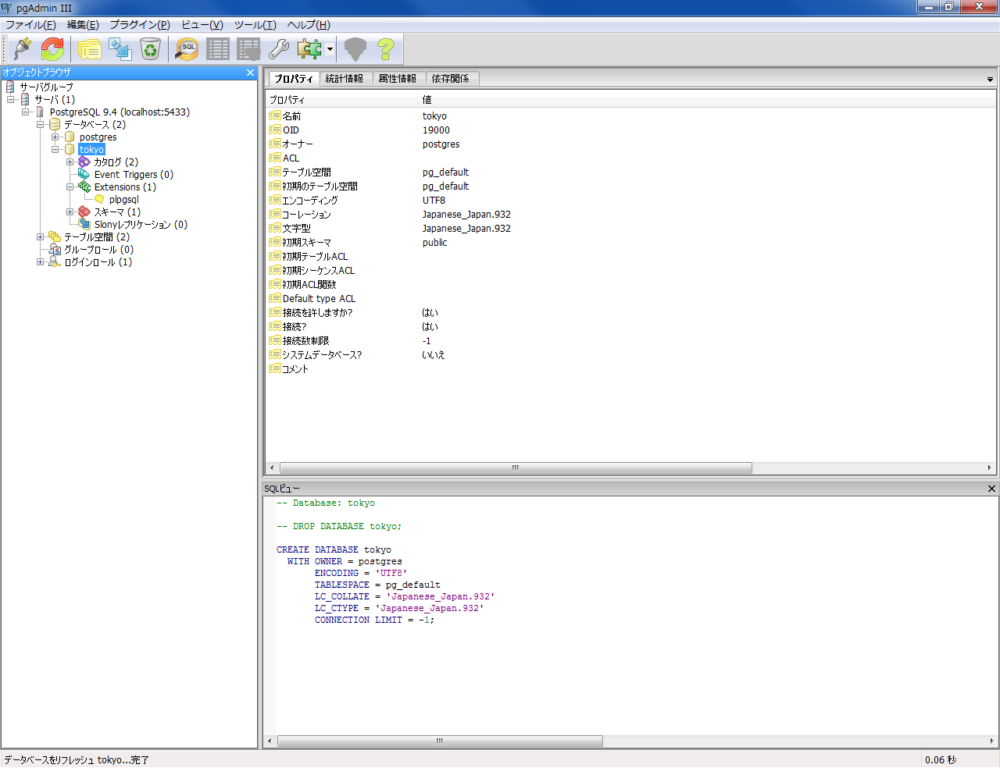 pgAdmin III
ファイル(F) 編集(E) プラグイン(P) ビュー(V) ツール(T) ヘルプ(H)
SQL
オブジェクトブラウザ
サーバグループ
サーバ (1)
PostgreSQL 9.4 (localhost:5433)
データベース (2)
postgres
tokyo
カタログ (2)
Event Triggers (0)
Extensions (1)
plpgsql
スキーマ (1)
Slonyレプリケーション (0)
テーブル空間 (2)
グループロール (0)
ログインロール (1)
プロパティ 統計情報 属性情報 依存関係
プロパティ 値
名前 tokyo
OID 19000
オーナー postgres
ACL
テーブル空間 pg_default
初期のテーブル空間 pg_default
エンコーディング UTF8
コーレーション Japanese_Japan.932
文字型 Japanese_Japan.932
初期スキーマ public
初期テーブルACL
初期シーケンスACL
初期ACL関数
Default type ACL
接続を許しますか? はい
接続? はい
接続数制限 -1
システムデータベース? いいえ
コメント
SQLビュー
-- Database: tokyo
-- DROP DATABASE tokyo;
CREATE DATABASE tokyo
WITH OWNER = postgres
ENCODING = 'UTF8'
TABLESPACE = pg_default
LC_COLLATE = 'Japanese_Japan.932'
LC_CTYPE = 'Japanese_Japan.932'
CONNECTION LIMIT = -1;
データベースをリフレッシュ tokyo...完了 0.06 秒